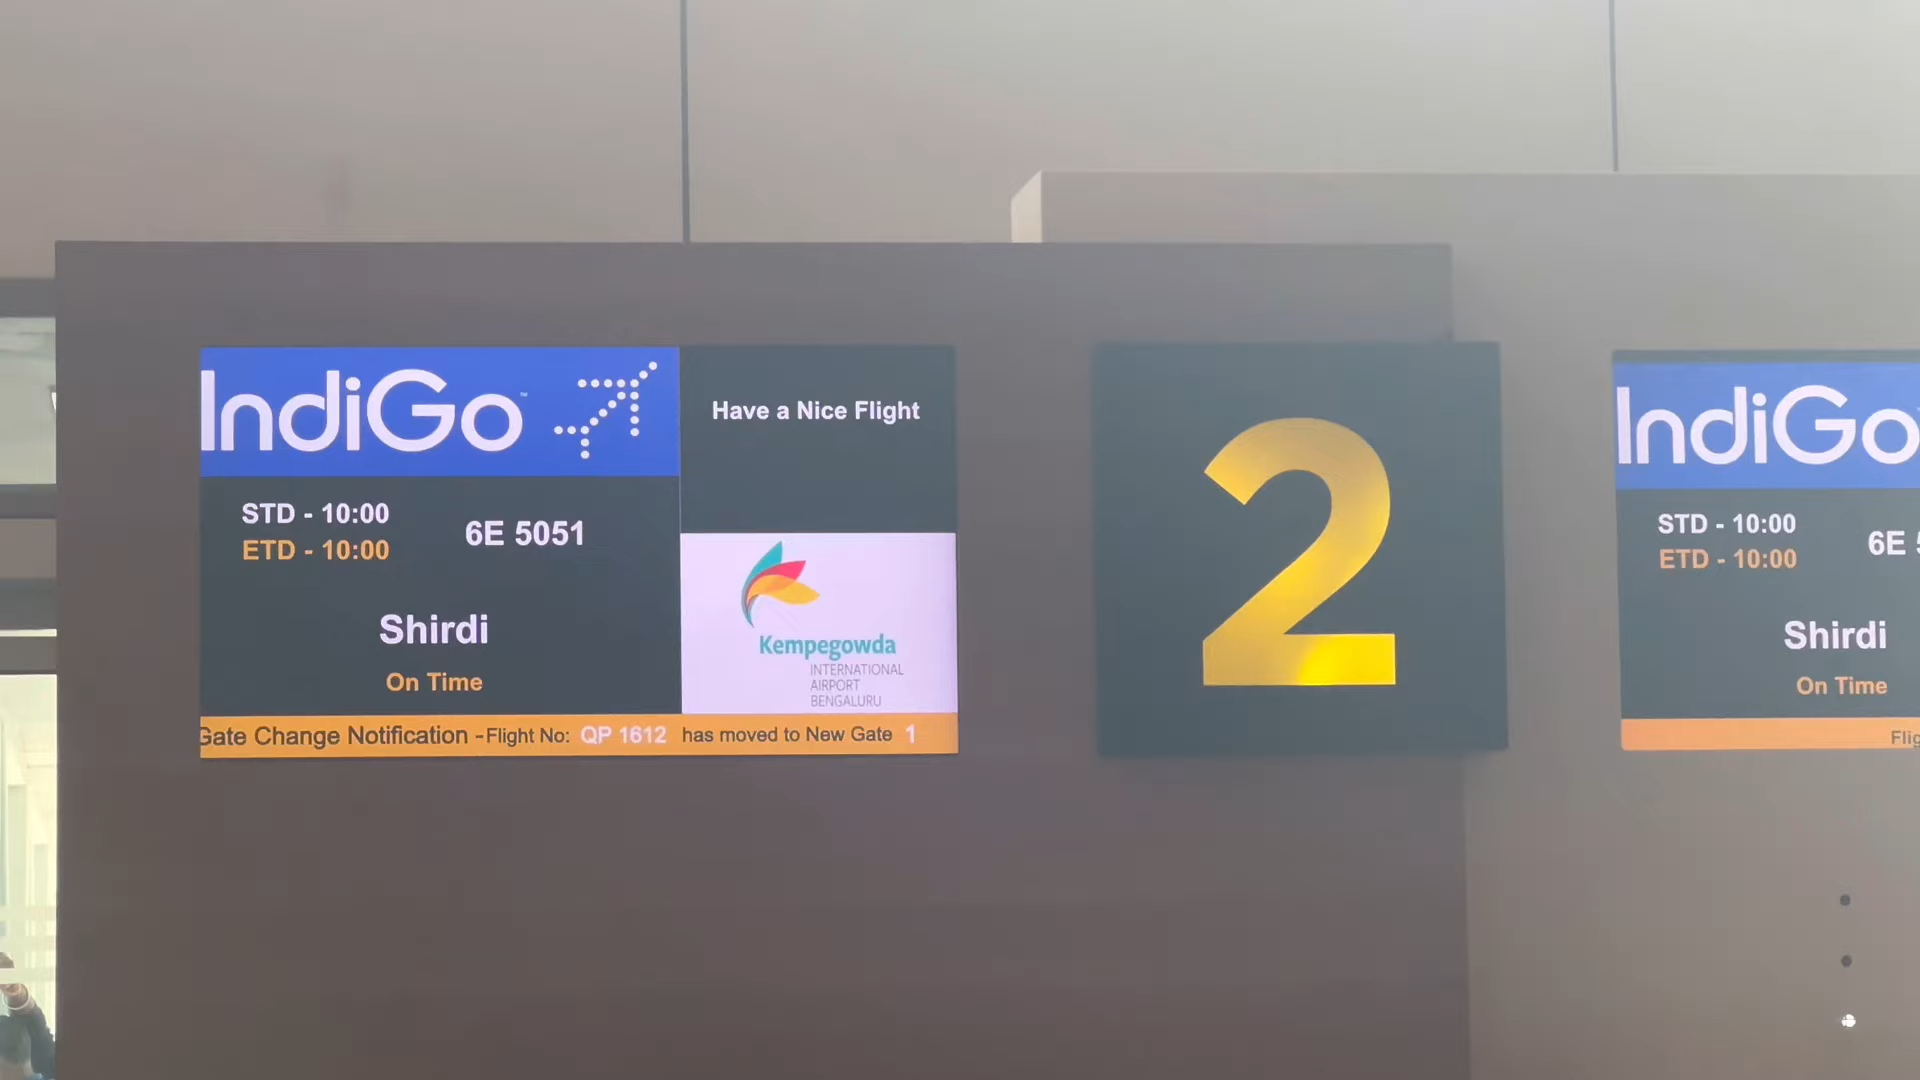 IndiGo
Have a Nice Flight
STD - 10:00
ETD - 10:00
6E 5051
Shirdi
On Time
Kempegowda
INTERNATIONAL
AIRPORT
BENGALURU
Gate Change Notification - Flight No: QP 1612 has moved to New Gate 1
2
IndiGo
STD - 10:00
ETD - 10:00
6E
Shirdi
On Time